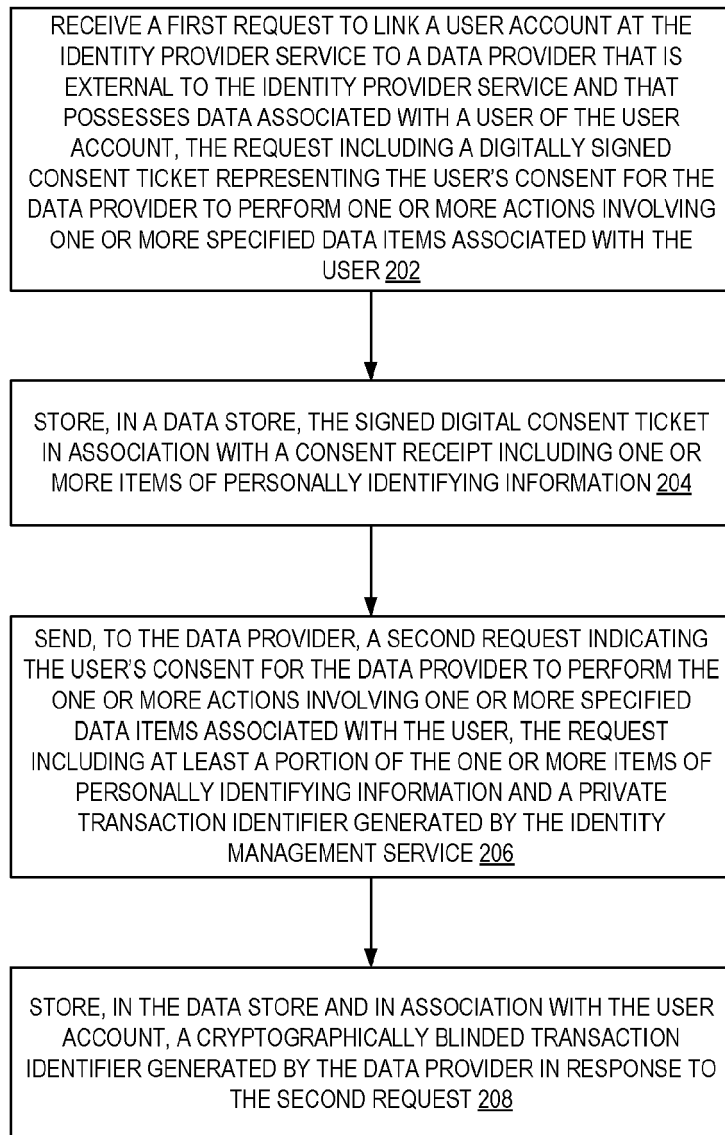 RECEIVE A FIRST REQUEST TO LINK A USER ACCOUNT AT THE
IDENTITY PROVIDER SERVICE TO A DATA PROVIDER THAT IS
EXTERNAL TO THE IDENTITY PROVIDER SERVICE AND THAT
POSSESSES DATA ASSOCIATED WITH A USER OF THE USER
ACCOUNT, THE REQUEST INCLUDING A DIGITALLY SIGNED
CONSENT TICKET REPRESENTING THE USER'S CONSENT FOR THE
DATA PROVIDER TO PERFORM ONE OR MORE ACTIONS INVOLVING
ONE OR MORE SPECIFIED DATA ITEMS ASSOCIATED WITH THE
USER 202
STORE, IN A DATA STORE, THE SIGNED DIGITAL CONSENT TICKET
IN ASSOCIATION WITH A CONSENT RECEIPT INCLUDING ONE OR
MORE ITEMS OF PERSONALLY IDENTIFYING INFORMATION 204
SEND, TO THE DATA PROVIDER, A SECOND REQUEST INDICATING
THE USER'S CONSENT FOR THE DATA PROVIDER TO PERFORM THE
ONE OR MORE ACTIONS INVOLVING ONE OR MORE SPECIFIED
DATA ITEMS ASSOCIATED WITH THE USER, THE REQUEST
INCLUDING AT LEAST A PORTION OF THE ONE OR MORE ITEMS OF
PERSONALLY IDENTIFYING INFORMATION AND A PRIVATE
TRANSACTION IDENTIFIER GENERATED BY THE IDENTITY
MANAGEMENT SERVICE 206
STORE, IN THE DATA STORE AND IN ASSOCIATION WITH THE USER
ACCOUNT, A CRYPTOGRAPHICALLY BLINDED TRANSACTION
IDENTIFIER GENERATED BY THE DATA PROVIDER IN RESPONSE TO
THE SECOND REQUEST 208